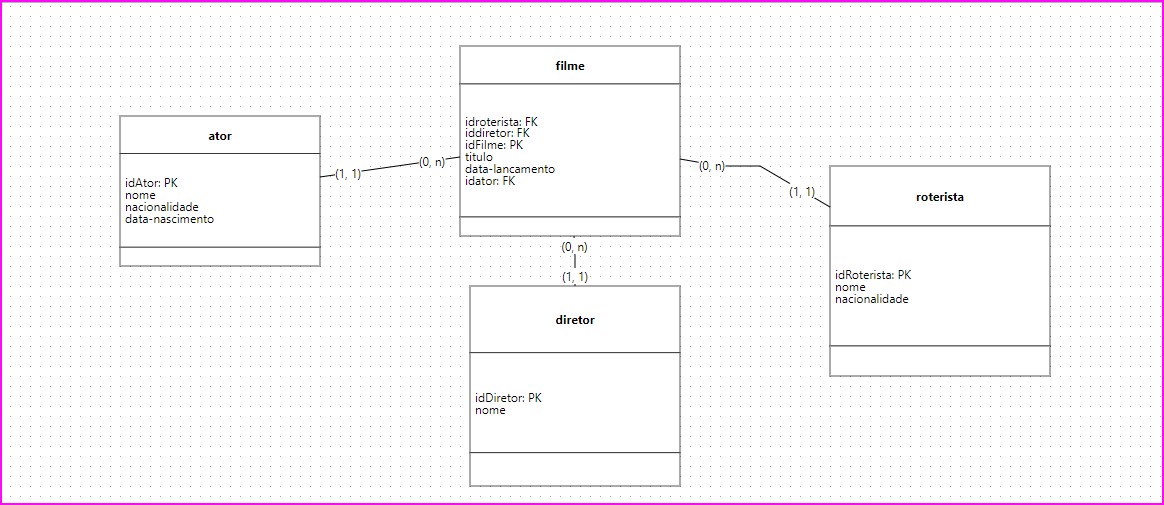 filme
idroterista: FK
iddiretor: FK
idFilme: PK
titulo
data-lancamento
idator: FK
ator
idAtor: PK
nome
nacionalidade
data-nascimento
(1, 1)
(0, n)
(0, n)
(1, 1)
roterista
idRoterista: PK
nome
nacionalidade
(0, n)
(1, 1)
diretor
idDiretor: PK
nome